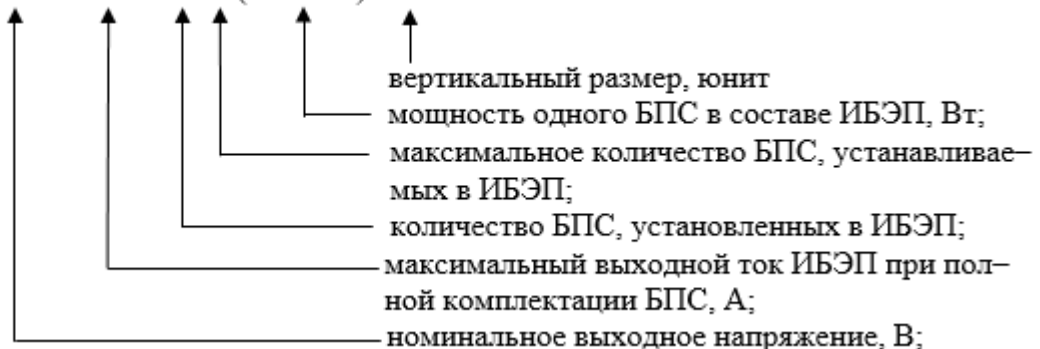 вертикальный размер, юнит
мощность одного БПС в составе ИБЭП, Вт;
максимальное количество БПС, устанавливае–
мых в ИБЭП;
количество БПС, установленных в ИБЭП;
максимальный выходной ток ИБЭП при пол–
ной комплектации БПС, А;
номинальное выходное напряжение, В;